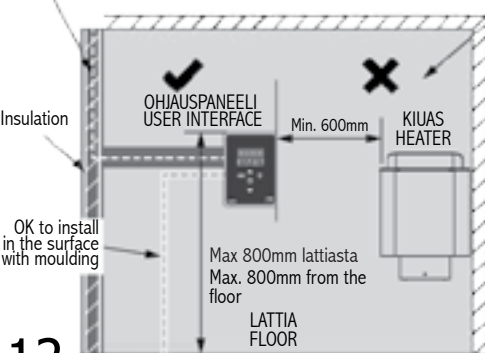 OHJAUSPANEELI
USER INTERFACE
Min. 600mm
KIUAS
HEATER
Insulation
OK to install
in the surface
with moulding
Max 800mm lattiasta
Max. 800mm from the
floor
LATTIA
FLOOR
12